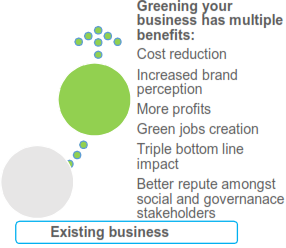 Greening your
business has multiple
benefits:
Cost reduction
Increased brand
perception
More profits
Green jobs creation
Triple bottom line
impact
Better repute amongst
social and governanace
stakeholders
Existing business